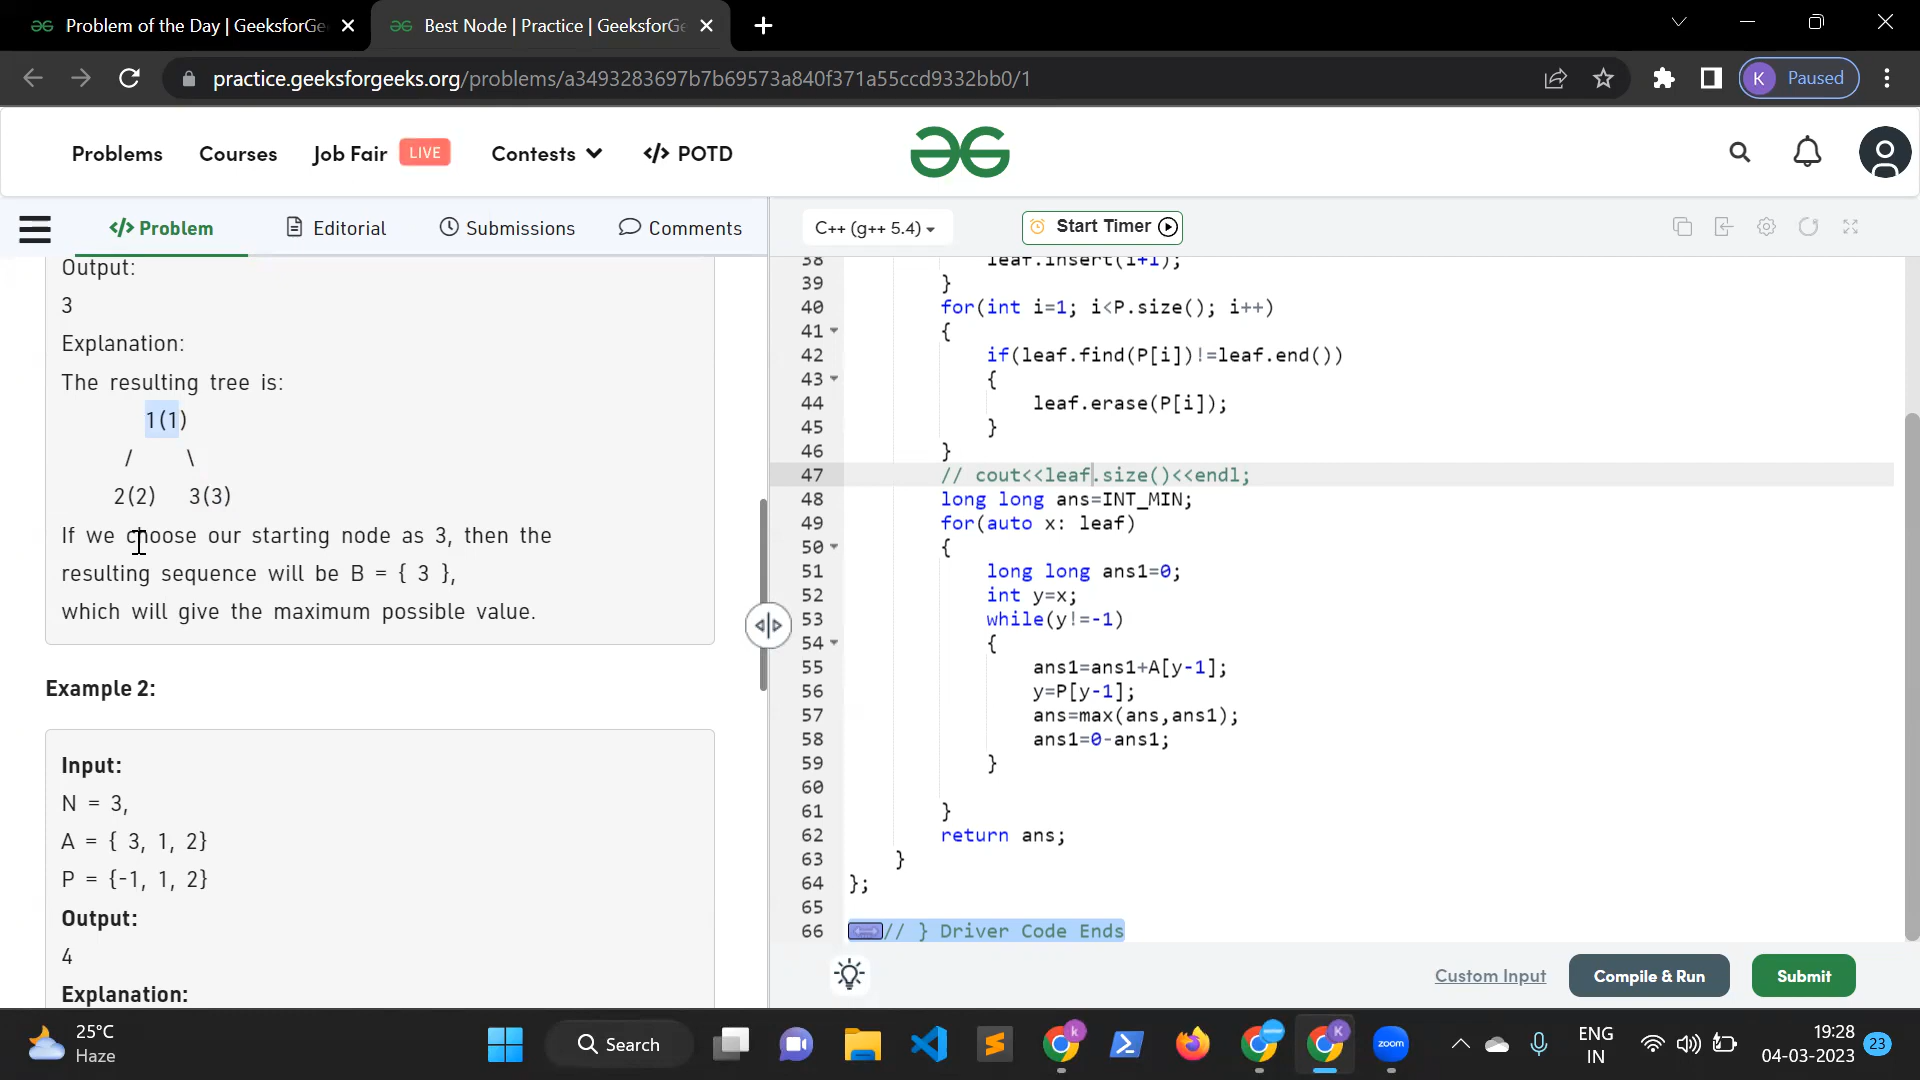 Problem of the Day | GeeksforGe
Best Node | Practice | GeeksforGe
practice.geeksforgeeks.org/problems/a3493283697b7b69573a840f371a55ccd9332bb0/1
K Paused
Problems
Courses
Job Fair LIVE
Contests
</> POTD
</> Problem
Editorial
Submissions
Comments
C++ (g++ 5.4)
Start Timer
Output:
3
Explanation:
The resulting tree is:
1(1)
/ \
2(2) 3(3)
If we choose our starting node as 3, then the
resulting sequence will be B = { 3 },
which will give the maximum possible value.
Example 2:
Input:
N = 3,
A = { 3, 1, 2}
P = {-1, 1, 2}
Output:
4
Explanation:
38 leaf.insert(i+1);
39 }
40 for(int i=1; i<P.size(); i++)
41 {
42 if(leaf.find(P[i])!=leaf.end())
43 {
44 leaf.erase(P[i]);
45 }
46 }
47 // cout<<leaf.size()<<endl;
48 long long ans=INT_MIN;
49 for(auto x: leaf)
50 {
51 long long ans1=0;
52 int y=x;
53 while(y!=-1)
54 {
55 ans1=ans1+A[y-1];
56 y=P[y-1];
57 ans=max(ans,ans1);
58 ans1=0-ans1;
59 }
60
61 }
62 return ans;
63 }
64 };
65
66 // } Driver Code Ends
Custom Input
Compile & Run
Submit
25°C
Haze
Search
k
K
zoom
ENG
IN
19:28
04-03-2023
23